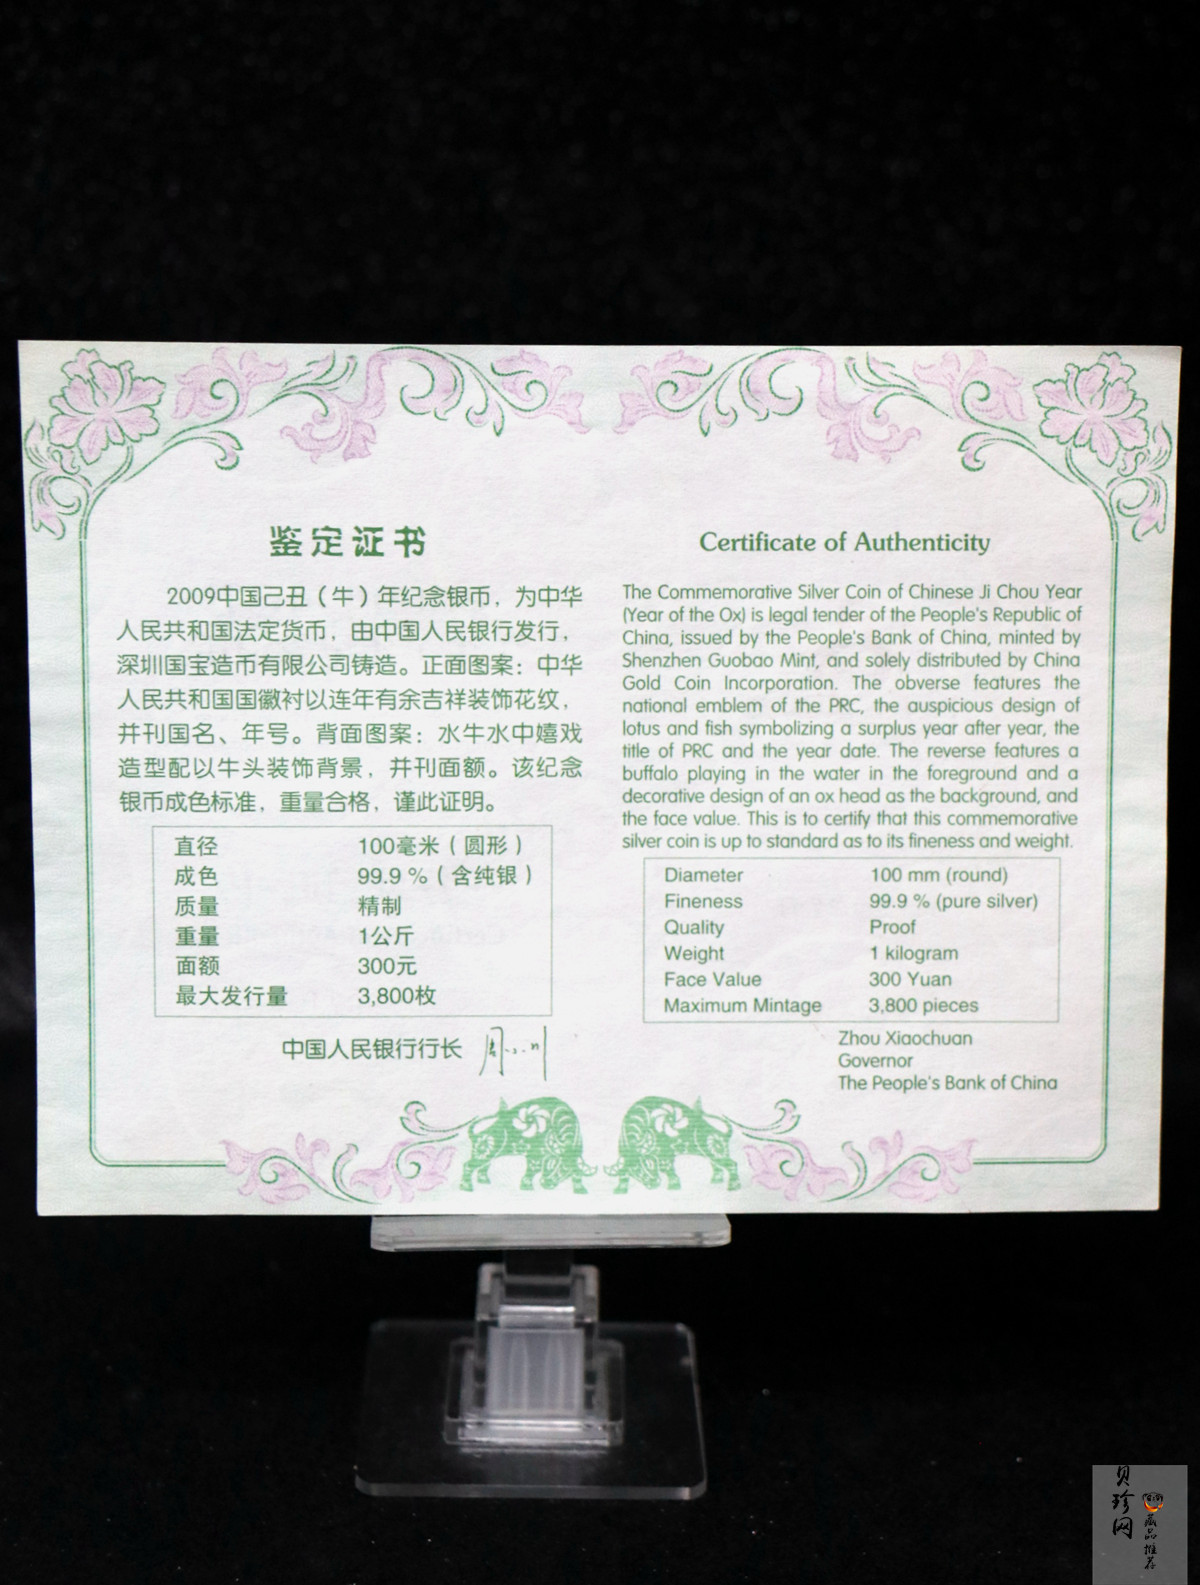 鉴定证书
2009中国己丑（牛）年纪念银币，为中华
人民共和国法定货币，由中国人民银行发行，
深圳国宝造币有限公司铸造。正面图案：中华
人民共和国国徽衬以连年有余吉祥装饰花纹，
并刊国名、年号。背面图案：水牛水中嬉戏
造型配以牛头装饰背景，并刊面额。该纪念
银币成色标准，重量合格，谨此证明。
直径 100毫米（圆形）
成色 99.9 %（含纯银）
质量 精制
重量 1公斤
面额 300元
最大发行量 3,800枚
中国人民银行行长 周小川
Certificate of Authenticity
The Commemorative Silver Coin of Chinese Ji Chou Year
(Year of the Ox) is legal tender of the People's Republic of
China, issued by the People's Bank of China, minted by
Shenzhen Guobao Mint, and solely distributed by China
Gold Coin Incorporation. The obverse features the
national emblem of the PRC, the auspicious design of
lotus and fish symbolizing a surplus year after year, the
title of PRC and the year date. The reverse features a
buffalo playing in the water in the foreground and a
decorative design of an ox head as the background, and
the face value. This is to certify that this commemorative
silver coin is up to standard as to its fineness and weight.
Diameter 100 mm (round)
Fineness 99.9 % (pure silver)
Quality Proof
Weight 1 kilogram
Face Value 300 Yuan
Maximum Mintage 3,800 pieces
Zhou Xiaochuan
Governor
The People's Bank of China
贝珍网
藏品推荐